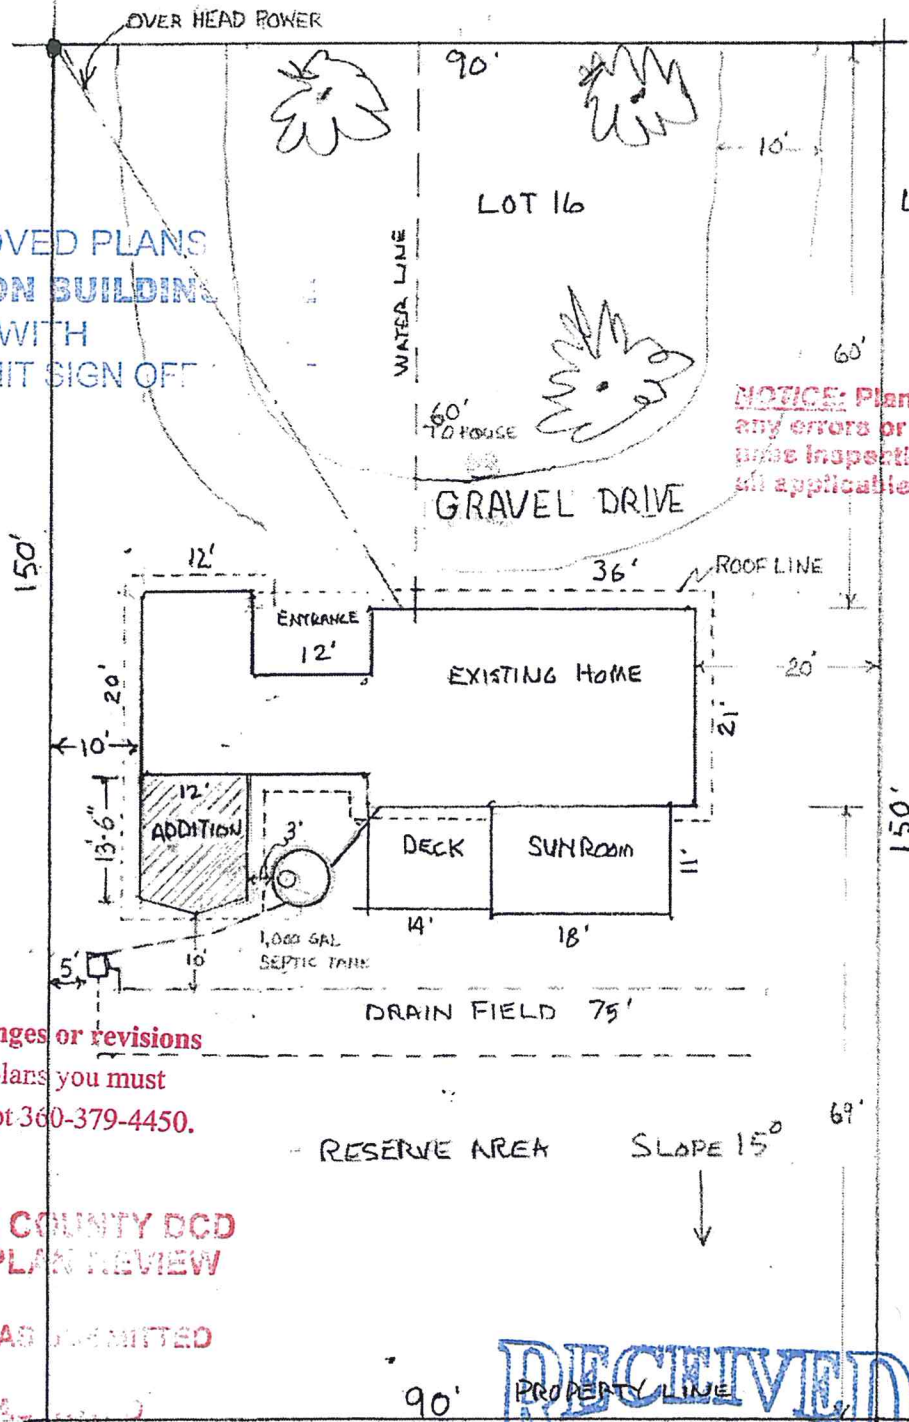 OVER HEAD POWER
90'
10'
LOT 16
WATER LINE
OVED PLANS
ON BUILDING
WITH
MIT SIGN OFF
60'
60'
TO HOUSE
NOTICE: Plan
any errors or
inspecti
all applicable
GRAVEL DRIVE
150'
12'
36'
ROOF LINE
ENTRANCE
12'
EXISTING HOME
20'
20'
21'
10'
12'
ADDITION
13'-6"
3'
DECK
SUNROOM
11'
150'
14'
18'
1,000 GAL
SEPTIC TANK
10'
5'
DRAIN FIELD 75'
nges or revisions
plans you must
pt 360-379-4450.
69'
RESERVE AREA
SLOPE 15°
COUNTY DCD
PLAN REVIEW
AS SUBMITTED
RECEIVED
90'
PROPERTY LINE